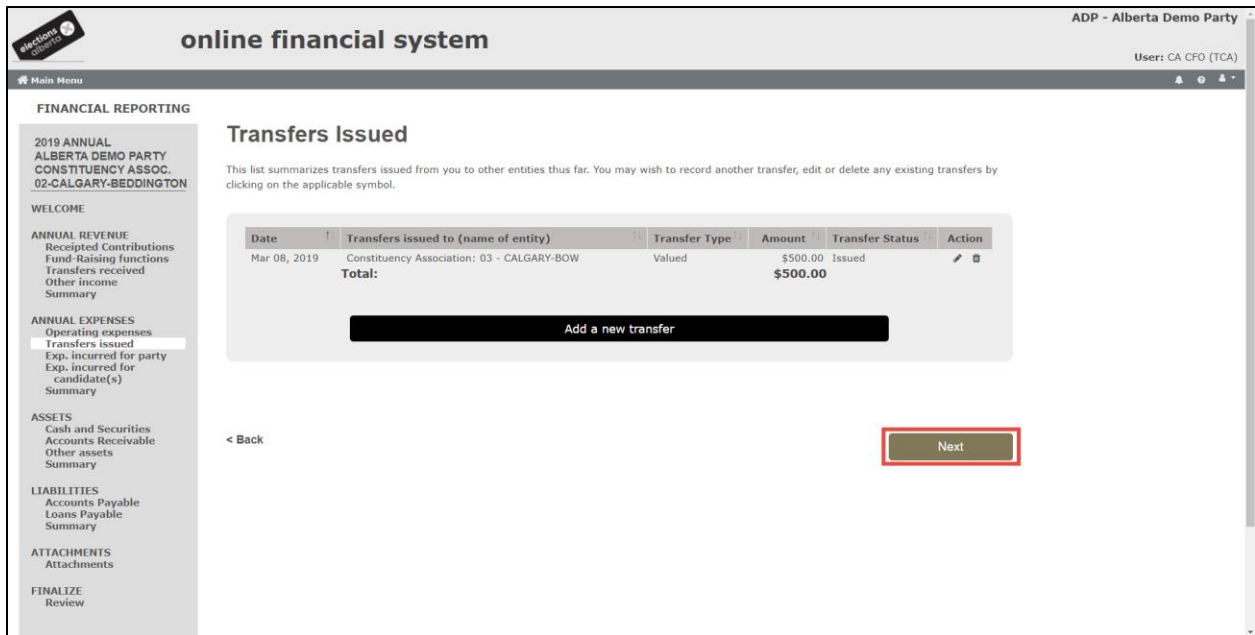 elections alberta
online financial system
ADP - Alberta Demo Party
User: CA CFO (TCA)
Main Menu
FINANCIAL REPORTING
2019 ANNUAL
ALBERTA DEMO PARTY
CONSTITUENCY ASSOC.
02-CALGARY-BEDDINGTON
WELCOME
ANNUAL REVENUE
Receipted Contributions
Fund-Raising functions
Transfers received
Other income
Summary
ANNUAL EXPENSES
Operating expenses
Transfers issued
Exp. incurred for party
Exp. incurred for
candidate(s)
Summary
ASSETS
Cash and Securities
Accounts Receivable
Other assets
Summary
LIABILITIES
Accounts Payable
Loans Payable
Summary
ATTACHMENTS
Attachments
FINALIZE
Review
Transfers Issued
This list summarizes transfers issued from you to other entities thus far. You may wish to record another transfer, edit or delete any existing transfers by
clicking on the applicable symbol.
Date Transfers issued to (name of entity) Transfer Type Amount Transfer Status Action
Mar 08, 2019 Constituency Association: 03 - CALGARY-BOW Valued $500.00 Issued
Total: $500.00
Add a new transfer
< Back
Next